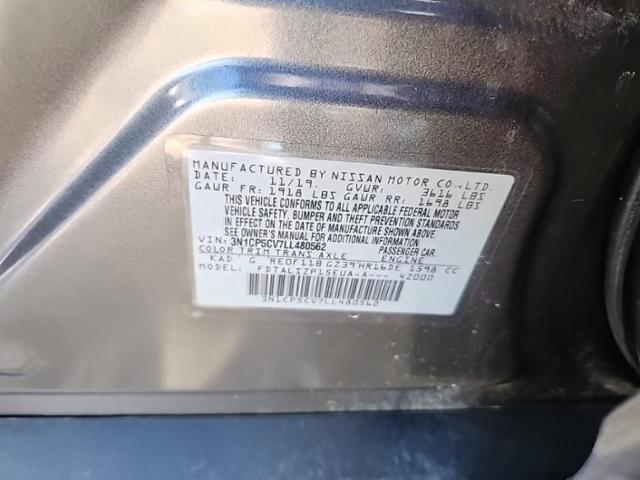 MANUFACTURED BY NISSAN MOTOR CO.,LTD.
DATE: 11/19. GVWR: 3616 LBS
GAWR FR: 1918 LBS GAWR RR: 1698 LBS
THIS VEHICLE CONFORMS TO ALL APPLICABLE FEDERAL MOTOR
VEHICLE SAFETY, BUMPER AND THEFT PREVENTION STANDARDS
IN EFFECT ON THE DATE OF MANUFACTURE SHOWN ABOVE.
FOR ADDITIONAL INFORMATION,
SEE OWNER'S MANUAL. PASSENGER CAR.
VIN: 3N1CP5CV7LL480562
COLOR TRIM TRANS AXLE ENGINE
KAD G RE0F11B GZ39 HR16DE 1598 CC
MODEL: FDTALSZP15EUA-A--- 42000
3N1CP5CV7LL480562